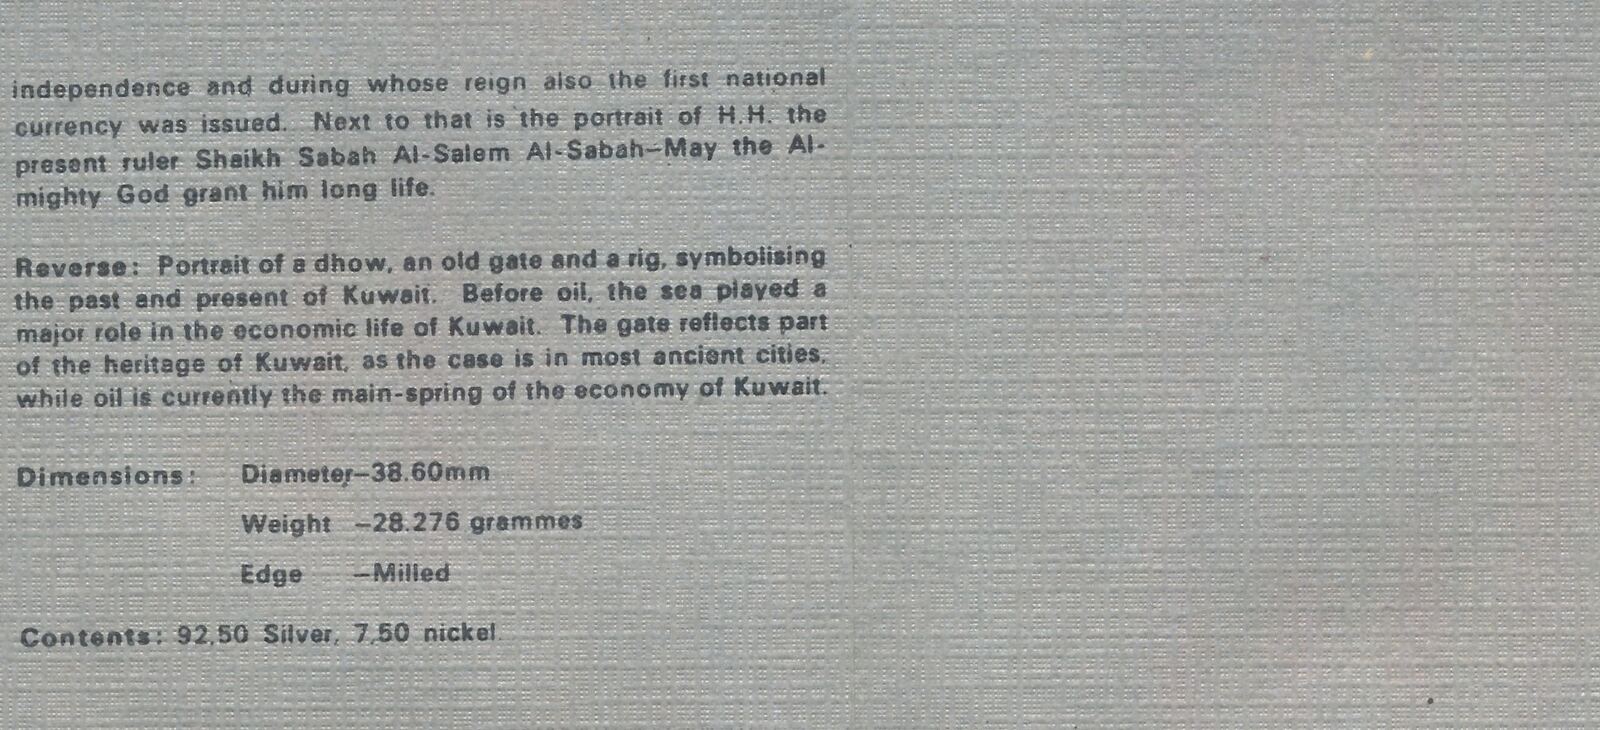 independence and during whose reign also the first national
currency was issued. Next to that is the portrait of H.H. the
present ruler Shaikh Sabah Al-Salem Al-Sabah—May the Al-
mighty God grant him long life.
Reverse: Portrait of a dhow, an old gate and a rig, symbolising
the past and present of Kuwait. Before oil, the sea played a
major role in the economic life of Kuwait. The gate reflects part
of the heritage of Kuwait, as the case is in most ancient cities,
while oil is currently the main-spring of the economy of Kuwait.
Dimensions: Diameter—38.60mm
Weight —28.276 grammes
Edge —Milled
Contents: 92,50 Silver, 7,50 nickel